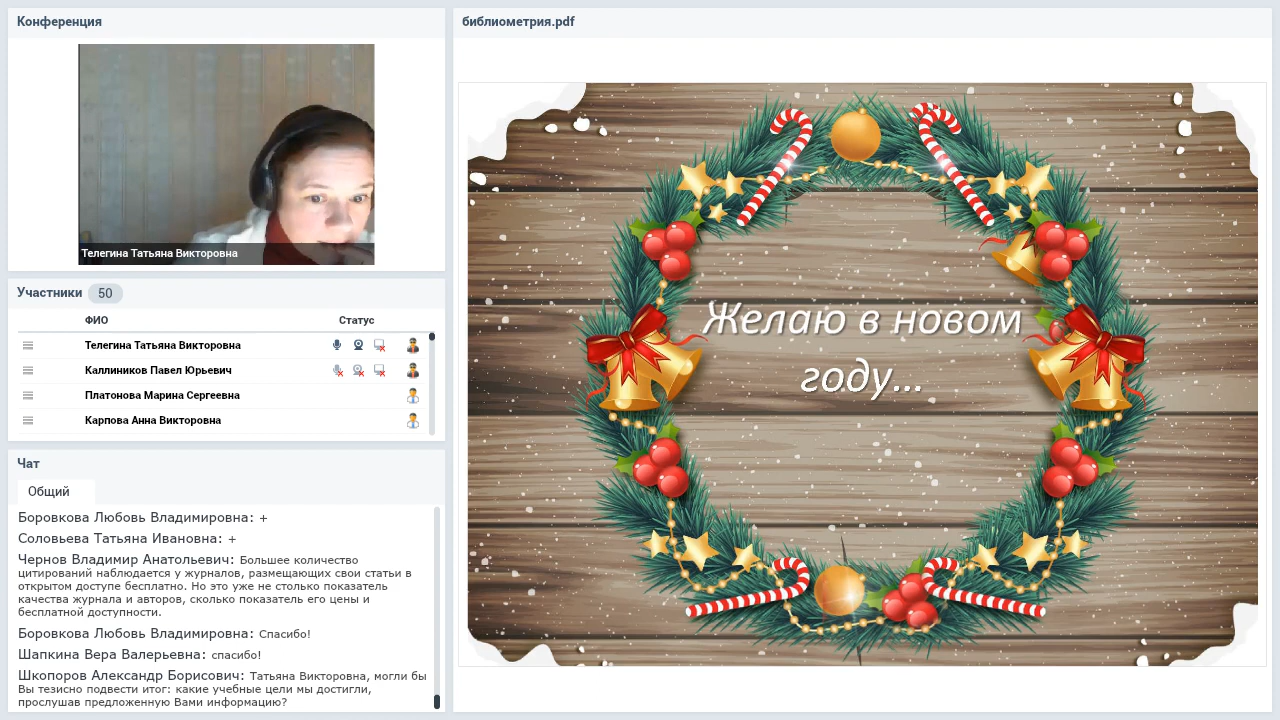 Конференция
Телегина Татьяна Викторовна
Участники 50
ФИО Статус
Телегина Татьяна Викторовна
Каллиников Павел Юрьевич
Платонова Марина Сергеевна
Карпова Анна Викторовна
Чат
Общий
Боровкова Любовь Владимировна: +
Соловьева Татьяна Ивановна: +
Чернов Владимир Анатольевич: Большее количество
цитирований наблюдается у журналов, размещающих свои статьи в
открытом доступе бесплатно. Но это уже не столько показатель
качества журнала и авторов, сколько показатель его цены и
бесплатной доступности.
Боровкова Любовь Владимировна: Спасибо!
Шапкина Вера Валерьевна: спасибо!
Шкопоров Александр Борисович: Татьяна Викторовна, могли бы
Вы тезисно подвести итог: какие учебные цели мы достигли,
прослушав предложенную Вами информацию?
библиометрия.pdf
Желаю в новом
году...